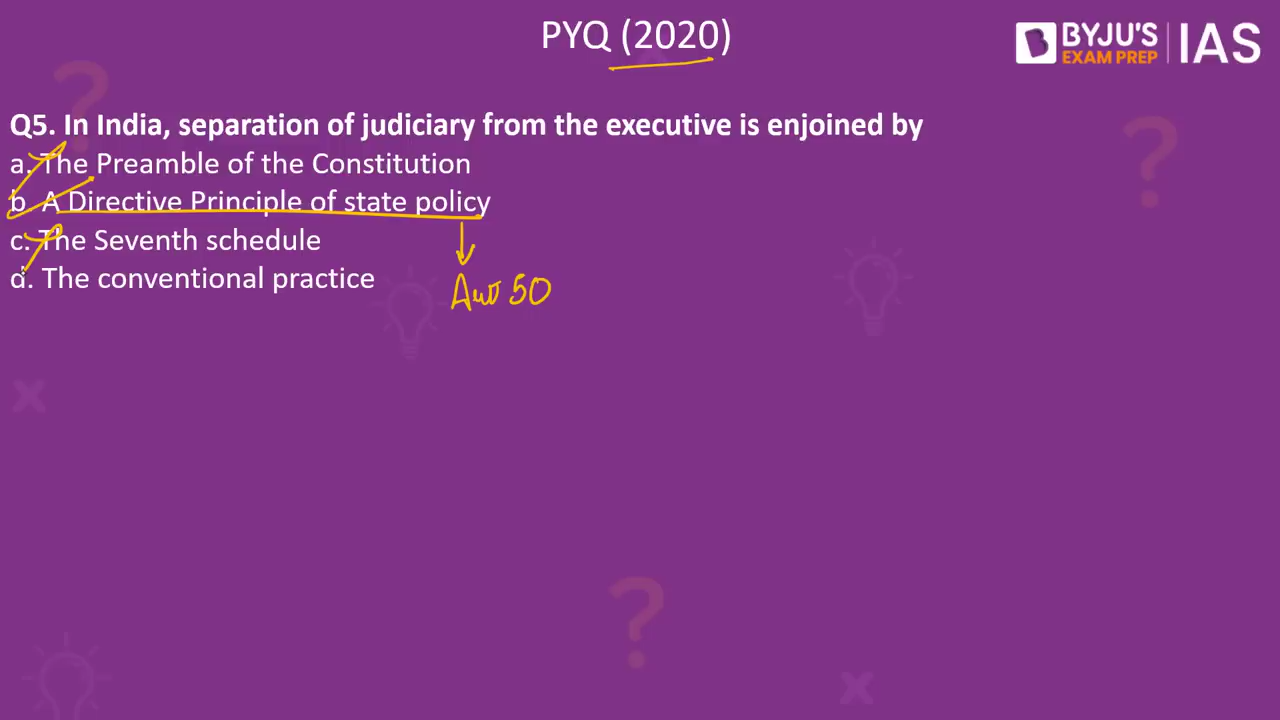 PYQ (2020)
BYJU'S
EXAM PREP
IAS
Q5. In India, separation of judiciary from the executive is enjoined by
a. The Preamble of the Constitution
b. A Directive Principle of state policy
c. The Seventh schedule
d. The conventional practice
Art 50